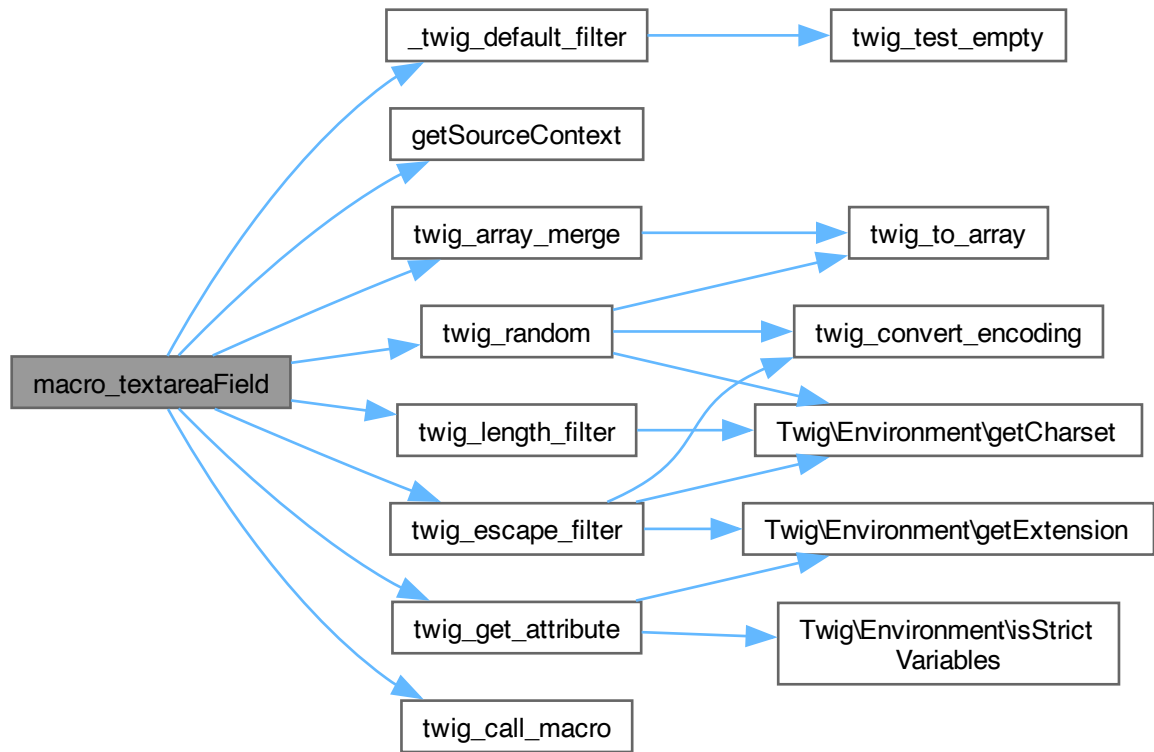 _twig_default_filter
twig_test_empty
getSourceContext
twig_array_merge
twig_to_array
twig_random
twig_convert_encoding
macro_textareaField
twig_length_filter
Twig\Environment\getCharset
twig_escape_filter
Twig\Environment\getExtension
twig_get_attribute
Twig\Environment\isStrict
Variables
twig_call_macro